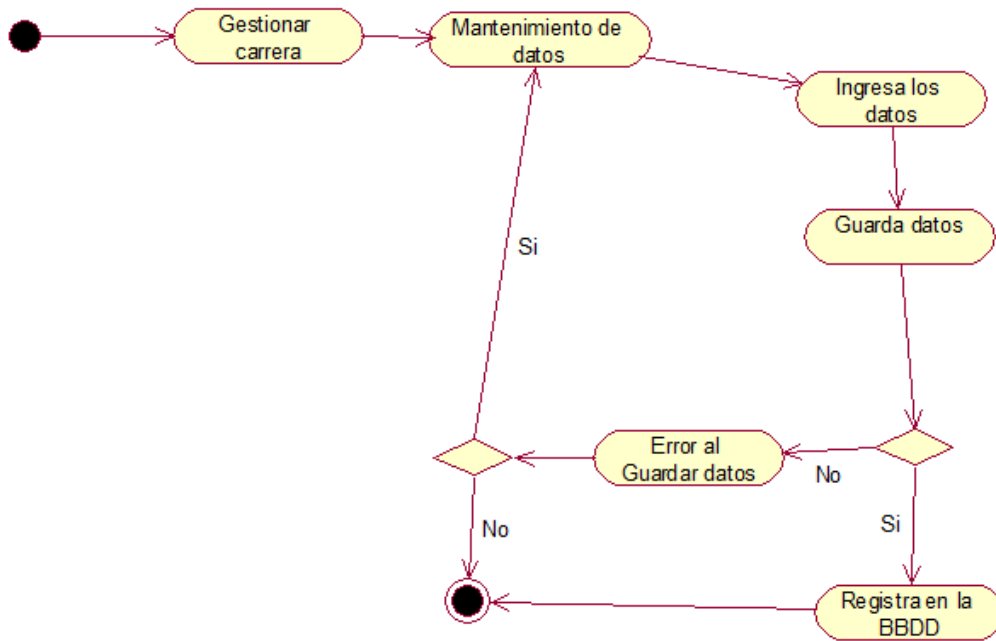 Gestionar
carrera
Mantenimiento de
datos
Ingresa los
datos
Guarda datos
Si
Error al
Guardar datos
No
Si
No
Registra en la
BBDD